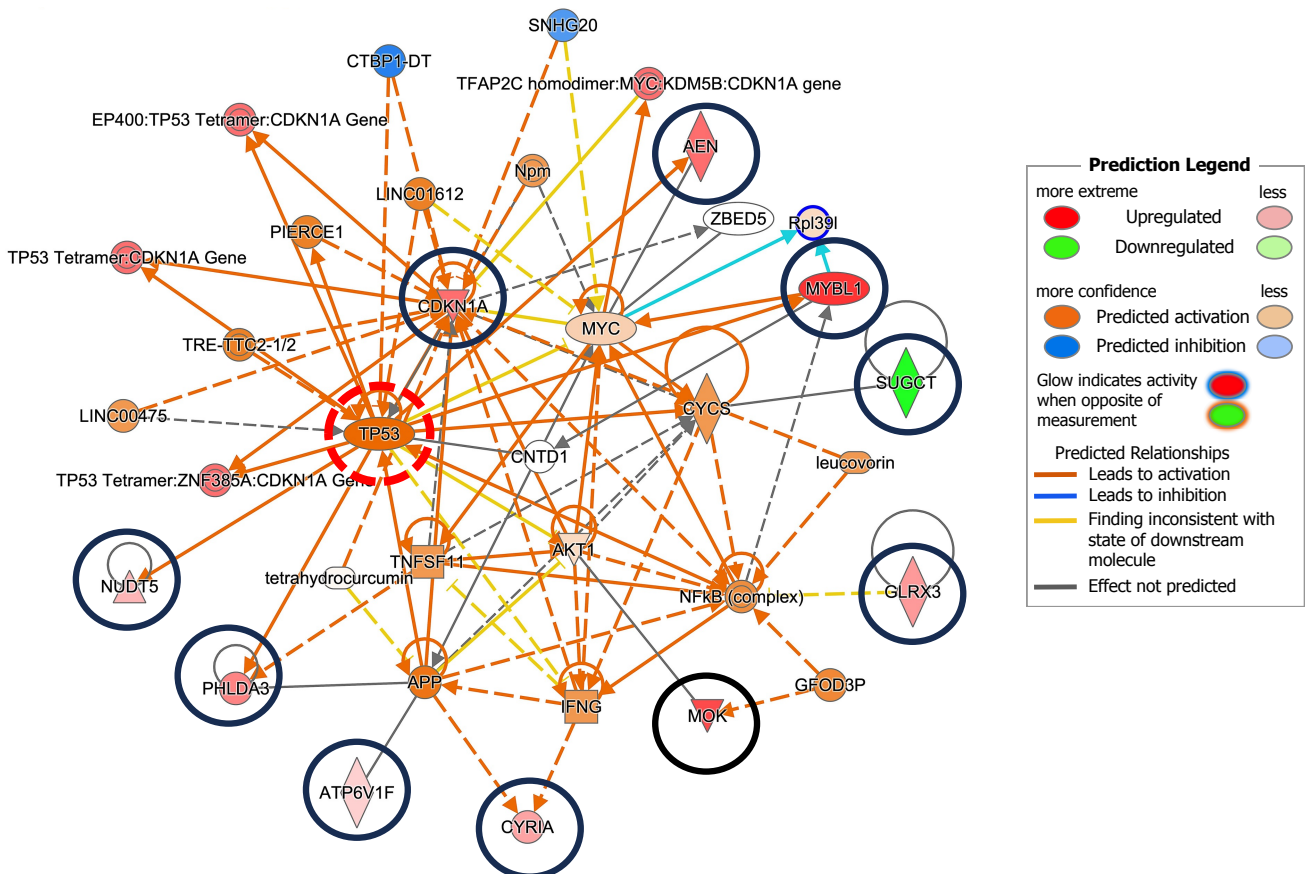 SNHG20
CTBP1-DT
TFAP2C homodimer:MYC:KDM5B:CDKN1A gene
EP400:TP53 Tetramer:CDKN1A Gene
AEN
Npm
LINC01612
ZBED5
Rpl39l
PIERCE1
TP53 Tetramer:CDKN1A Gene
MYBL1
CDKN1A
MYC
TRE-TTC2-1/2
SUGCT
LINC00475
CYCS
TP53
CNTD1
leucovorin
TP53 Tetramer:ZNF385A:CDKN1A Gene
AKT1
TNFSF11
tetrahydrocurcumin
NUDT5
NFkB (complex)
GLRX3
PHLDA3
APP
GFOD3P
IFNG
MOK
ATP6V1F
CYRIA
Prediction Legend
more extreme less
Upregulated
Downregulated
more confidence less
Predicted activation
Predicted inhibition
Glow indicates activity
when opposite of
measurement
Predicted Relationships
Leads to activation
Leads to inhibition
Finding inconsistent with
state of downstream
molecule
Effect not predicted